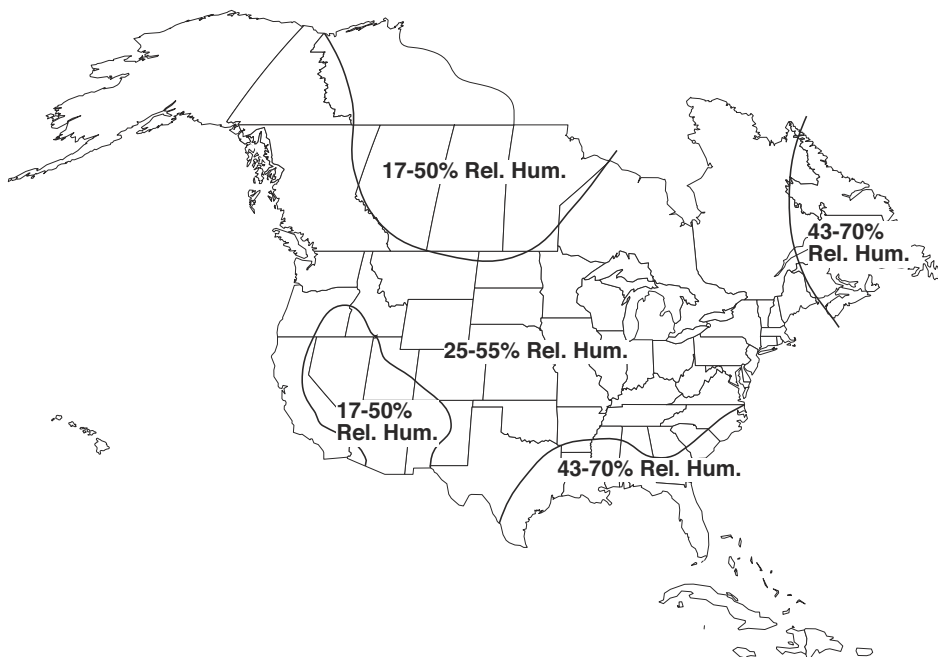 17-50% Rel. Hum.
43-70%
Rel. Hum.
25-55% Rel. Hum.
17-50%
Rel. Hum.
43-70% Rel. Hum.